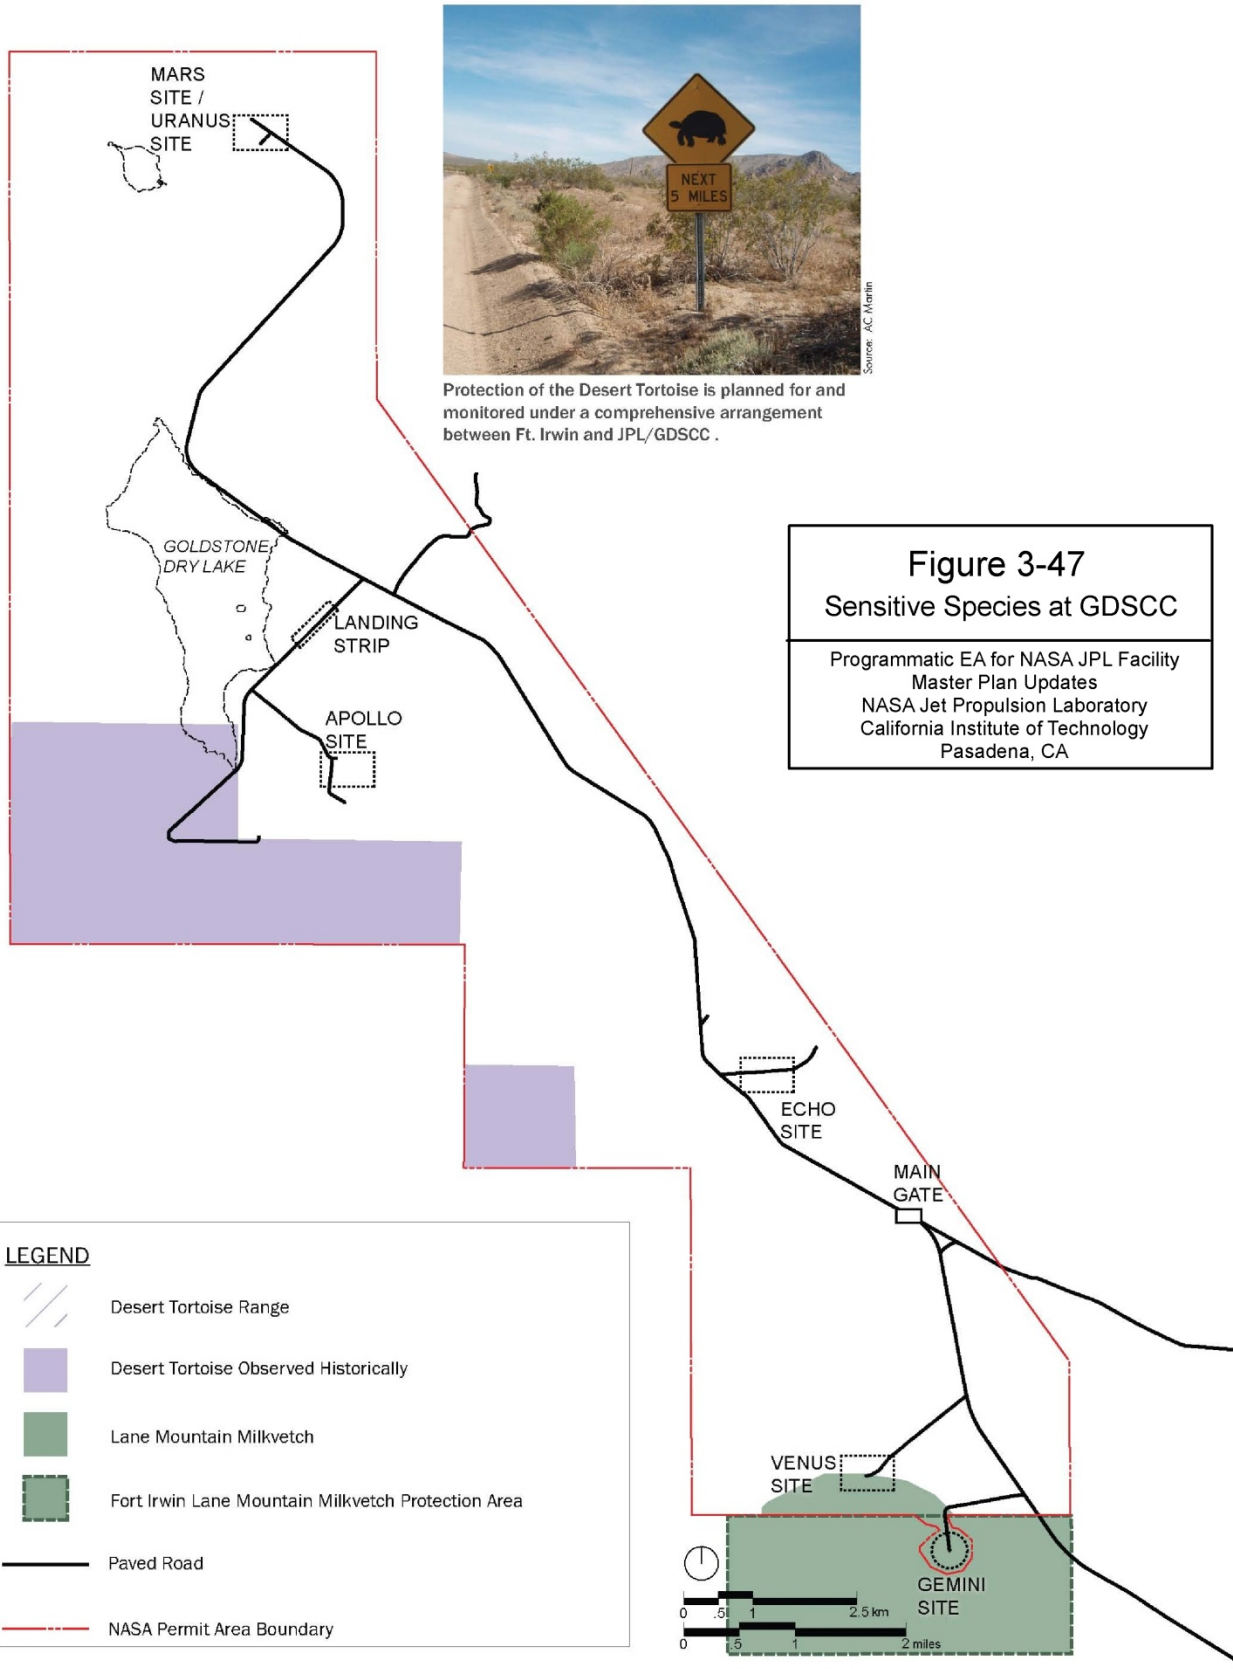 MARS
SITE /
URANUS
SITE
NEXT
5 MILES
Source: AC Martin
Protection of the Desert Tortoise is planned for and
monitored under a comprehensive arrangement
between Ft. Irwin and JPL/GDSCC .
GOLDSTONE
DRY LAKE
LANDING
STRIP
APOLLO
SITE
Figure 3-47
Sensitive Species at GDSCC
Programmatic EA for NASA JPL Facility
Master Plan Updates
NASA Jet Propulsion Laboratory
California Institute of Technology
Pasadena, CA
ECHO
SITE
MAIN
GATE
LEGEND
Desert Tortoise Range
Desert Tortoise Observed Historically
Lane Mountain Milkvetch
Fort Irwin Lane Mountain Milkvetch Protection Area
Paved Road
NASA Permit Area Boundary
VENUS
SITE
GEMINI
SITE
0 .5 1 2.5 km
0 .5 1 2 miles